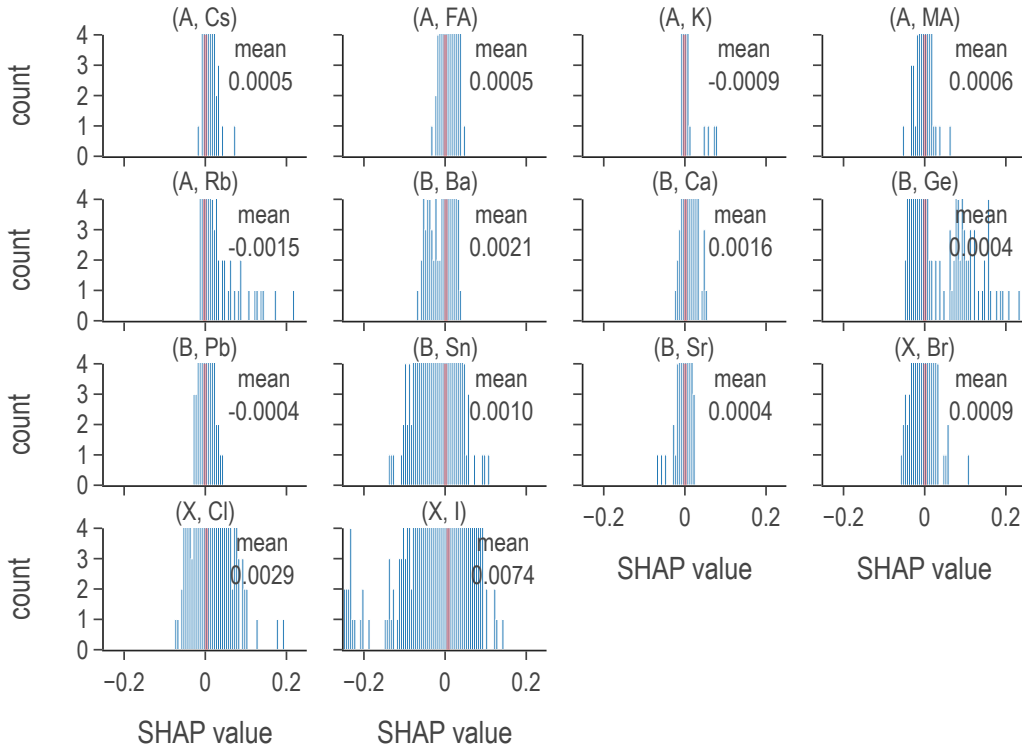 (A, Cs) (A, FA) (A, K) (A, MA)
count
4
3
2
1
0
mean
0.0005
mean
0.0005
mean
-0.0009
mean
0.0006
(A, Rb) (B, Ba) (B, Ca) (B, Ge)
count
4
3
2
1
0
mean
-0.0015
mean
0.0021
mean
0.0016
mean
0.0004
(B, Pb) (B, Sn) (B, Sr) (X, Br)
count
4
3
2
1
0
mean
-0.0004
mean
0.0010
mean
0.0004
mean
0.0009
−0.2 0 0.2
SHAP value
−0.2 0 0.2
SHAP value
(X, Cl) (X, I)
count
4
3
2
1
0
mean
0.0029
mean
0.0074
−0.2 0 0.2
SHAP value
−0.2 0 0.2
SHAP value